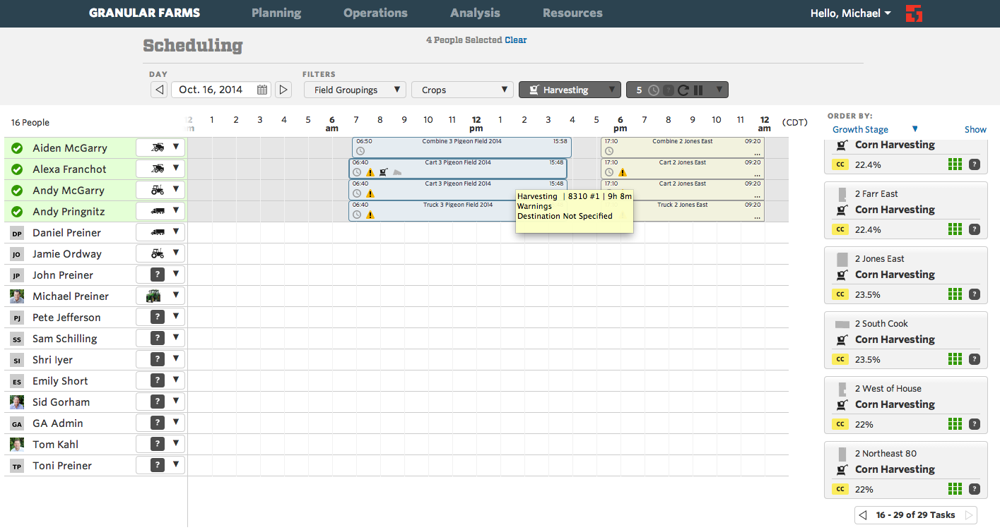 GRANULAR FARMS Planning Operations Analysis Resources Hello, Michael
Scheduling
4 People Selected Clear
DAY
Oct. 16, 2014
FILTERS
Field Groupings Crops Harvesting 5 ?
16 People
12 am 1 2 3 4 5 6 am 7 8 9 10 11 12 pm 1 2 3 4 5 6 pm 7 8 9 10 11 12 am (CDT)
Aiden McGarry
06:50 Combine 3 Pigeon Field 2014 15:58
17:10 Combine 2 Jones East 09:20
...
Alexa Franchot
06:40 Cart 3 Pigeon Field 2014 15:48
17:10 Cart 2 Jones East 09:20
...
Andy McGarry
06:40 Cart 3 Pigeon Field 2014 15:48
17:10 Cart 2 Jones East 09:20
...
Andy Pringnitz
06:40 Truck 3 Pigeon Field 2014
Truck 2 Jones East 09:20
...
Harvesting | 8310 #1 | 9h 8m
Warnings
Destination Not Specified
DP Daniel Preiner
JO Jamie Ordway
JP John Preiner ?
Michael Preiner
PJ Pete Jefferson ?
SS Sam Schilling ?
SI Shri Iyer ?
ES Emily Short ?
Sid Gorham ?
GA GA Admin ?
Tom Kahl ?
TP Toni Preiner ?
ORDER BY:
Growth Stage Show
Corn Harvesting
CC 22.4% ?
2 Farr East
Corn Harvesting
CC 22.4% ?
2 Jones East
Corn Harvesting
CC 23.5% ?
2 South Cook
Corn Harvesting
CC 23.5% ?
2 West of House
Corn Harvesting
CC 22% ?
2 Northeast 80
Corn Harvesting
CC 22% ?
16 - 29 of 29 Tasks